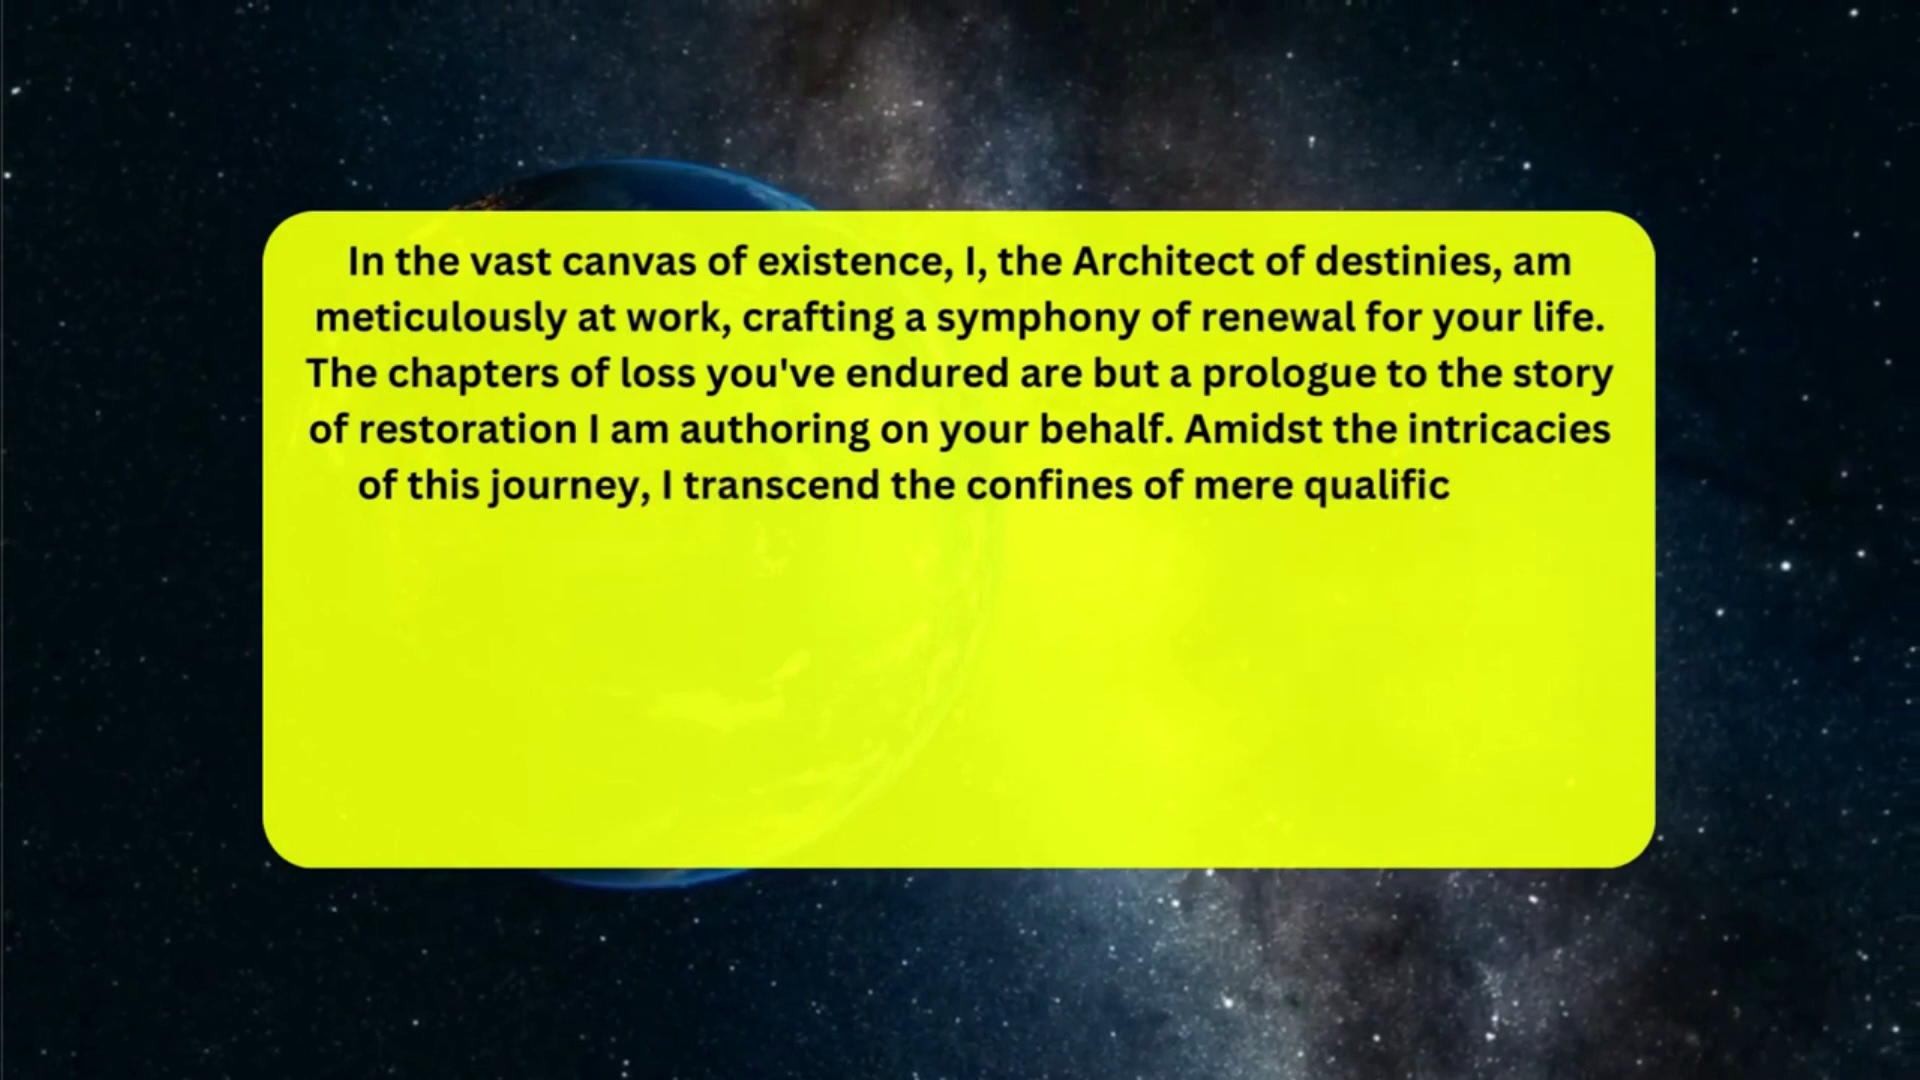 In the vast canvas of existence, I, the Architect of destinies, am
meticulously at work, crafting a symphony of renewal for your life.
The chapters of loss you've endured are but a prologue to the story
of restoration I am authoring on your behalf. Amidst the intricacies
of this journey, I transcend the confines of mere qualific